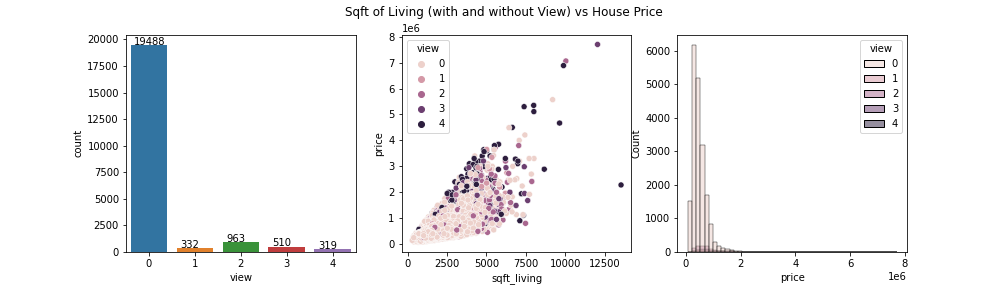 Sqft of Living (with and without View) vs House Price
20000
17500
15000
12500
10000
7500
5000
2500
0
count
19488
332
963
510
319
0 1 2 3 4
view
1e6
8
7
6
5
4
3
2
1
0
price
view
0
1
2
3
4
0 2500 5000 7500 10000 12500
sqft_living
6000
5000
4000
3000
2000
1000
0
Count
view
0
1
2
3
4
0 2 4 6 8
1e6
price